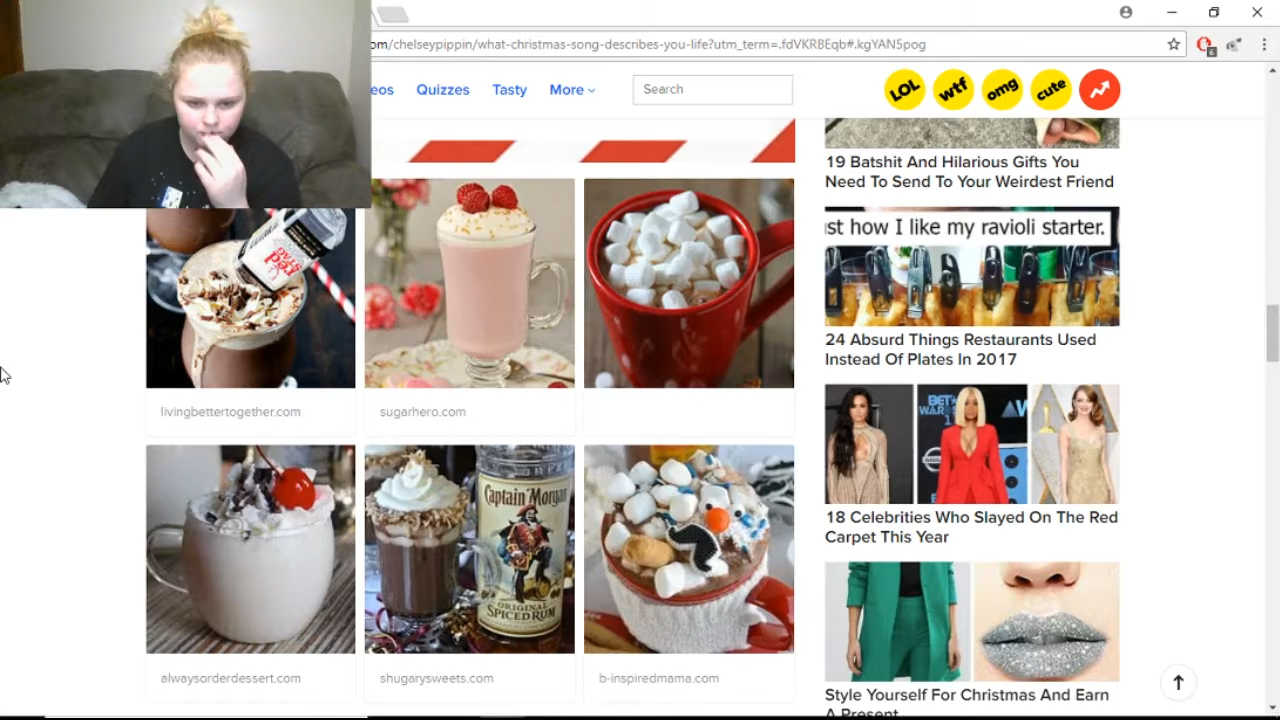 om/chelseypippin/what-christmas-song-describes-you-life?utm_term=.fdVKRBEqb#.kgYAN5pog
6
eos Quizzes Tasty More Search
LOL wtf omg cute
19 Batshit And Hilarious Gifts You
Need To Send To Your Weirdest Friend
red
STAG
livingbettertogether.com
sugarhero.com
st how I like my ravioli starter.
24 Absurd Things Restaurants Used
Instead Of Plates In 2017
BET
18 Celebrities Who Slayed On The Red
Carpet This Year
Captain Morgan
ORIGINAL
SPICED RUM
alwaysorderdessert.com
shugarysweets.com
b-inspiredmama.com
Style Yourself For Christmas And Earn
A Present